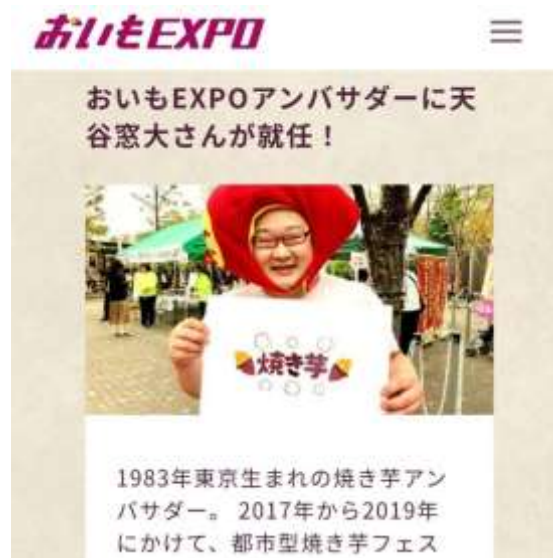 おいもEXPO
おいもEXPOアンバサダーに天
谷窓大さんが就任！
焼き芋
1983年東京生まれの焼き芋アン
バサダー。 2017年から2019年
にかけて、都市型焼き芋フェス